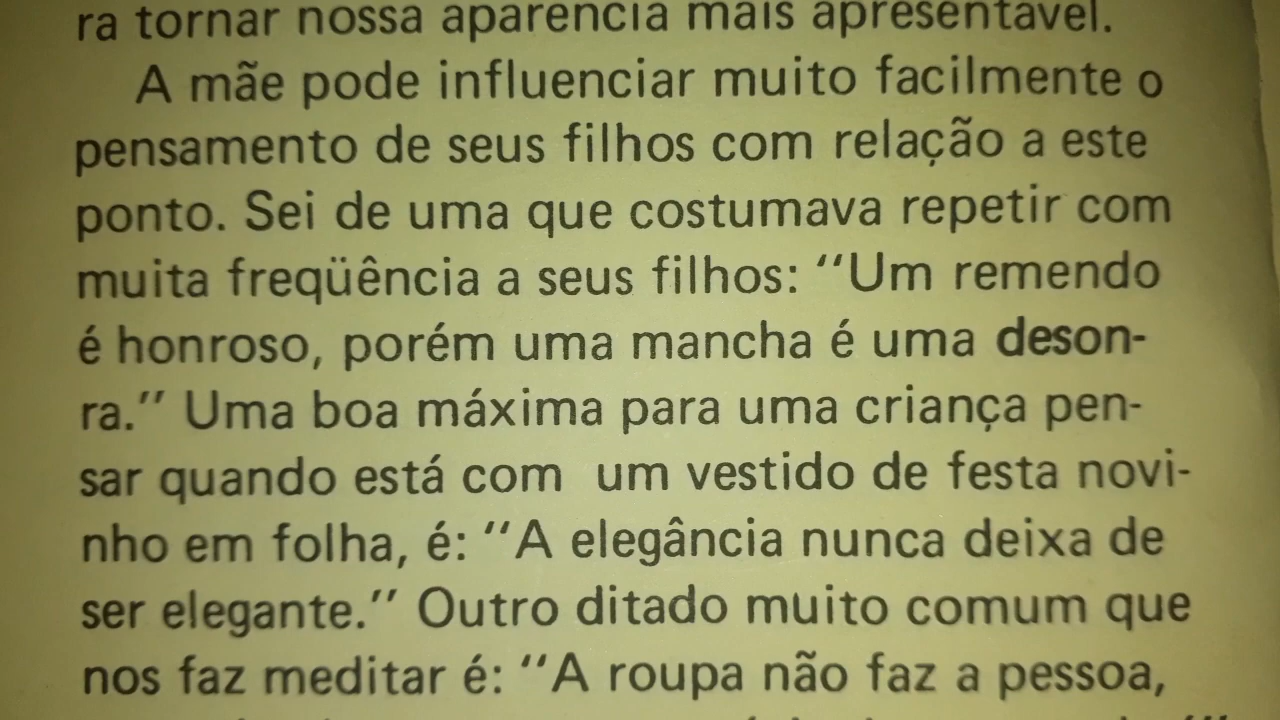 ra tornar nossa aparência mais apresentável.
A mãe pode influenciar muito facilmente o
pensamento de seus filhos com relação a este
ponto. Sei de uma que costumava repetir com
muita freqüência a seus filhos: "Um remendo
é honroso, porém uma mancha é uma deson-
ra." Uma boa máxima para uma criança pen-
sar quando está com um vestido de festa novi-
nho em folha, é: "A elegância nunca deixa de
ser elegante." Outro ditado muito comum que
nos faz meditar é: "A roupa não faz a pessoa,